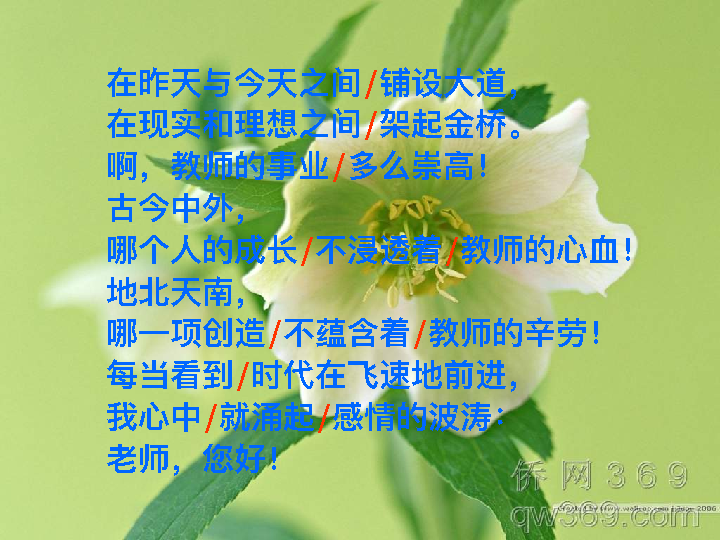 在昨天与今天之间/铺设大道，
在现实和理想之间/架起金桥。
啊，教师的事业/多么崇高！
古今中外，
哪个人的成长/不浸透着/教师的心血！
地北天南，
哪一项创造/不蕴含着/教师的辛劳！
每当看到/时代在飞速地前进，
我心中/就涌起/感情的波涛：
老师，您好！
侨网369
qw369.com